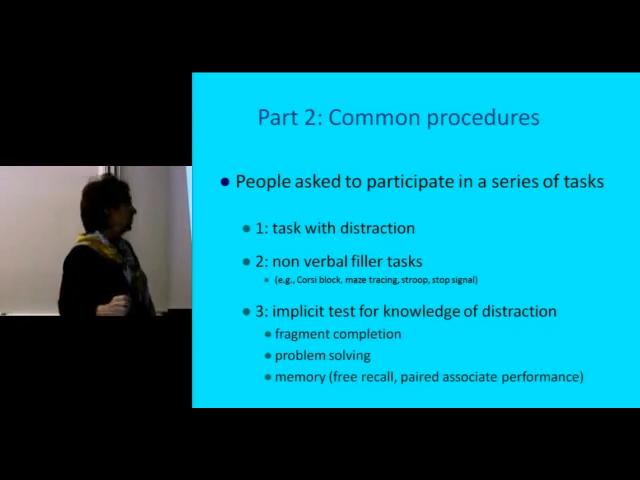 Part 2: Common procedures
People asked to participate in a series of tasks
1: task with distraction
2: non verbal filler tasks
(e.g., Corsi block, maze tracing, stroop, stop signal)
3: implicit test for knowledge of distraction
fragment completion
problem solving
memory (free recall, paired associate performance)